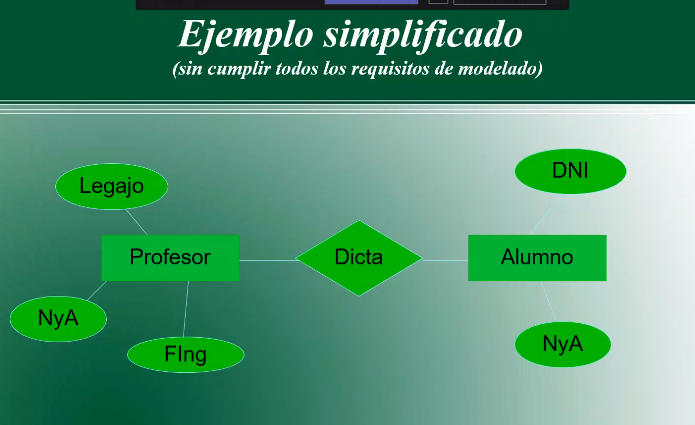 Ejemplo simplificado
(sin cumplir todos los requisitos de modelado)
DNI
Legajo
Profesor
Dicta
Alumno
NyA
FIng
NyA